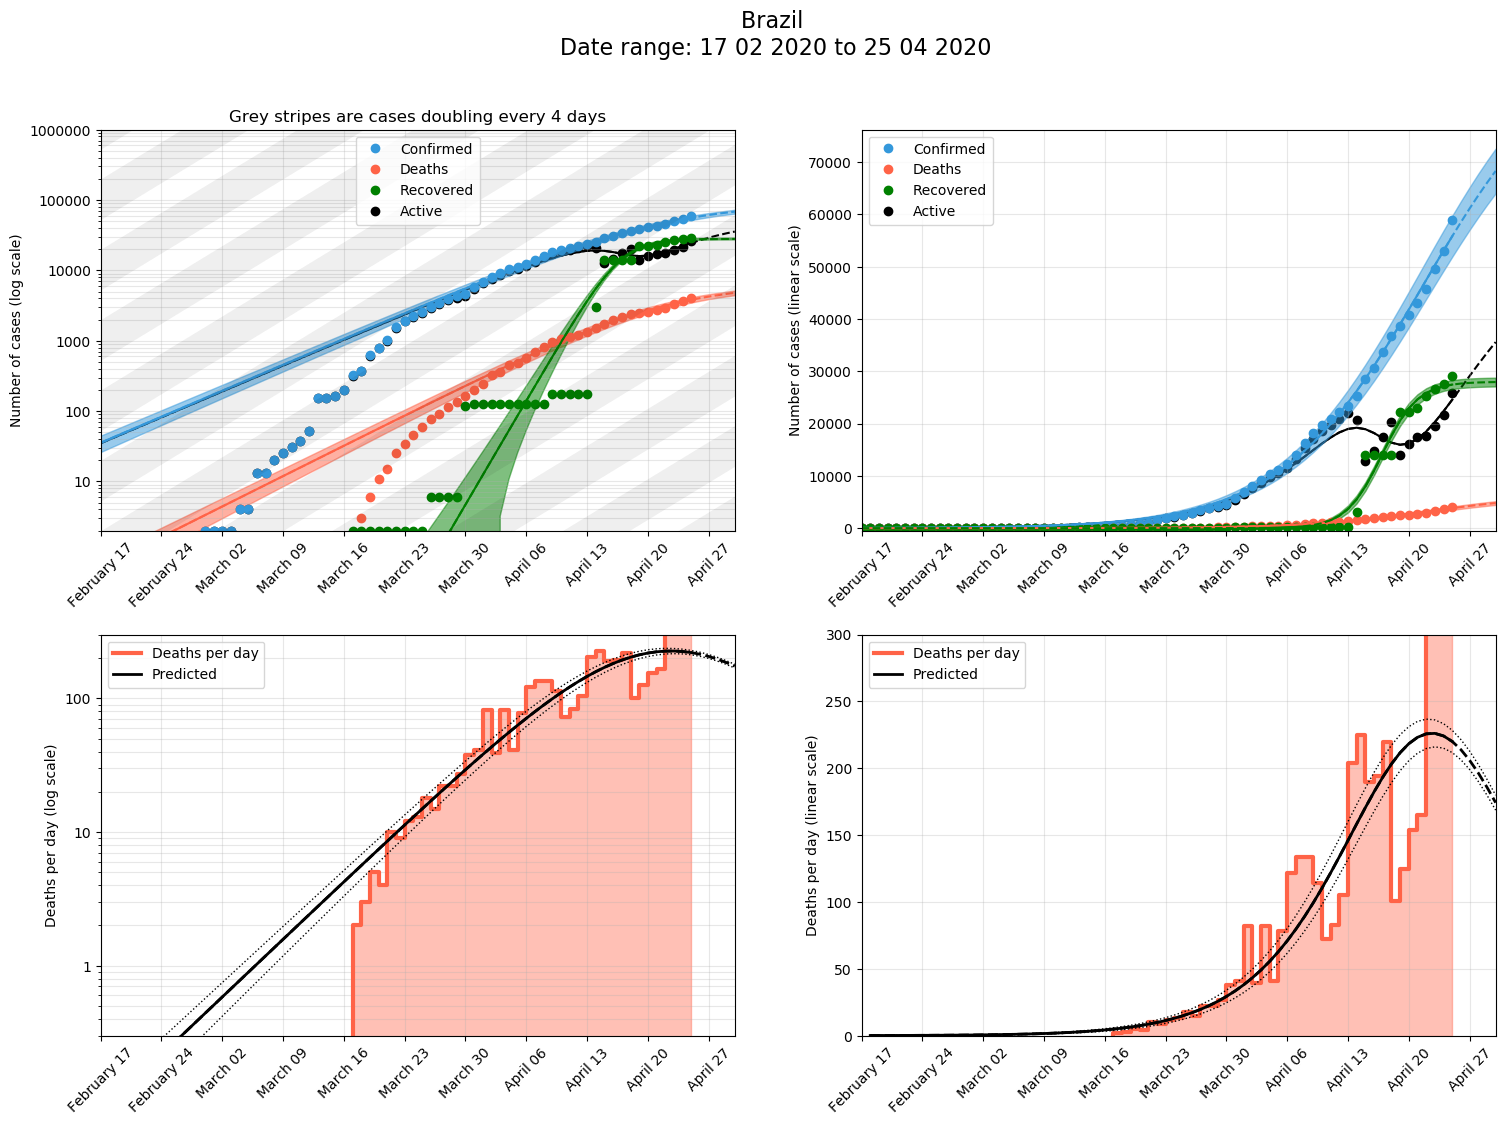 Brazil
Date range: 17 02 2020 to 25 04 2020
Grey stripes are cases doubling every 4 days
Number of cases (log scale)
1000000
100000
10000
1000
100
10
Confirmed
Deaths
Recovered
Active
February 17
February 24
March 02
March 09
March 16
March 23
March 30
April 06
April 13
April 20
April 27
Number of cases (linear scale)
70000
60000
50000
40000
30000
20000
10000
0
Confirmed
Deaths
Recovered
Active
February 17
February 24
March 02
March 09
March 16
March 23
March 30
April 06
April 13
April 20
April 27
Deaths per day (log scale)
100
10
1
Deaths per day
Predicted
February 17
February 24
March 02
March 09
March 16
March 23
March 30
April 06
April 13
April 20
April 27
Deaths per day (linear scale)
300
250
200
150
100
50
0
Deaths per day
Predicted
February 17
February 24
March 02
March 09
March 16
March 23
March 30
April 06
April 13
April 20
April 27